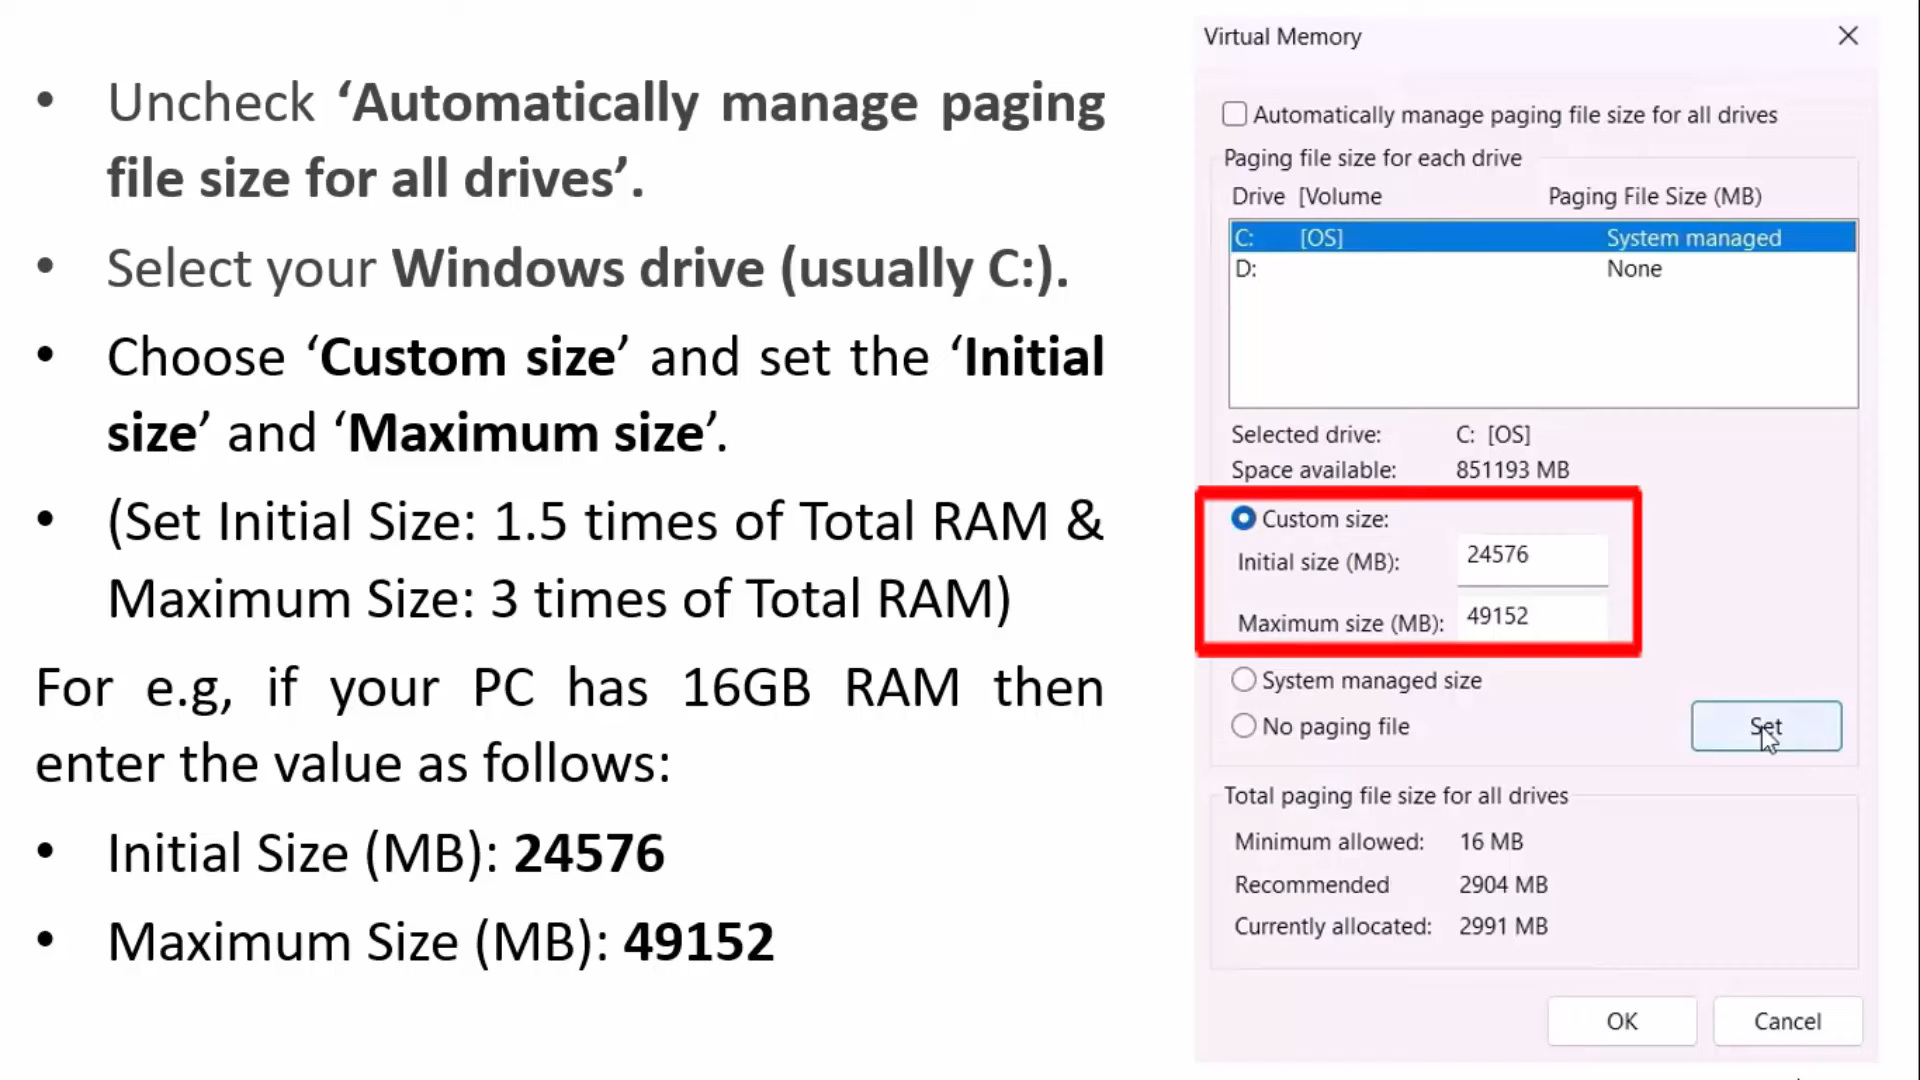 • Uncheck ‘Automatically manage paging
file size for all drives’.
• Select your Windows drive (usually C:).
• Choose ‘Custom size’ and set the ‘Initial
size’ and ‘Maximum size’.
• (Set Initial Size: 1.5 times of Total RAM &
Maximum Size: 3 times of Total RAM)
For e.g, if your PC has 16GB RAM then
enter the value as follows:
• Initial Size (MB): 24576
• Maximum Size (MB): 49152
Virtual Memory
Automatically manage paging file size for all drives
Paging file size for each drive
Drive [Volume Paging File Size (MB)
C: [OS] System managed
D: None
Selected drive: C: [OS]
Space available: 851193 MB
Custom size:
Initial size (MB): 24576
Maximum size (MB): 49152
System managed size
No paging file
Set
Total paging file size for all drives
Minimum allowed: 16 MB
Recommended 2904 MB
Currently allocated: 2991 MB
OK Cancel